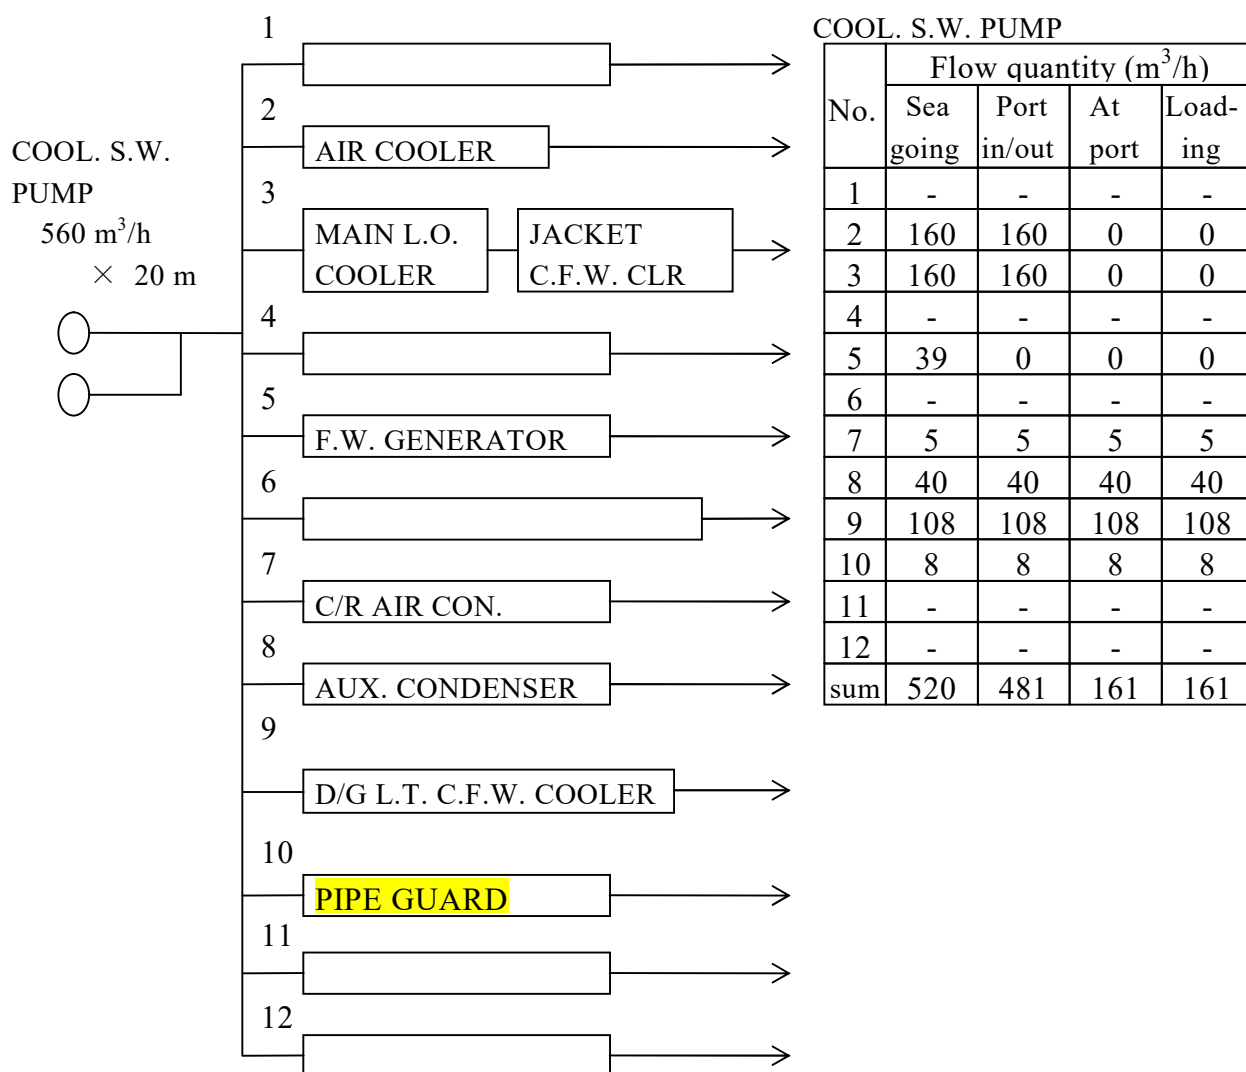 COOL. S.W.
PUMP
560 m³/h
× 20 m
1
2
AIR COOLER
3
MAIN L.O.
COOLER
JACKET
C.F.W. CLR
4
5
F.W. GENERATOR
6
7
C/R AIR CON.
8
AUX. CONDENSER
9
D/G L.T. C.F.W. COOLER
10
PIPE GUARD
11
12
COOL. S.W. PUMP
No. Flow quantity (m³/h)
Sea Port At Load-
going in/out port ing
1 - - - -
2 160 160 0 0
3 160 160 0 0
4 - - - -
5 39 0 0 0
6 - - - -
7 5 5 5 5
8 40 40 40 40
9 108 108 108 108
10 8 8 8 8
11 - - - -
12 - - - -
sum 520 481 161 161